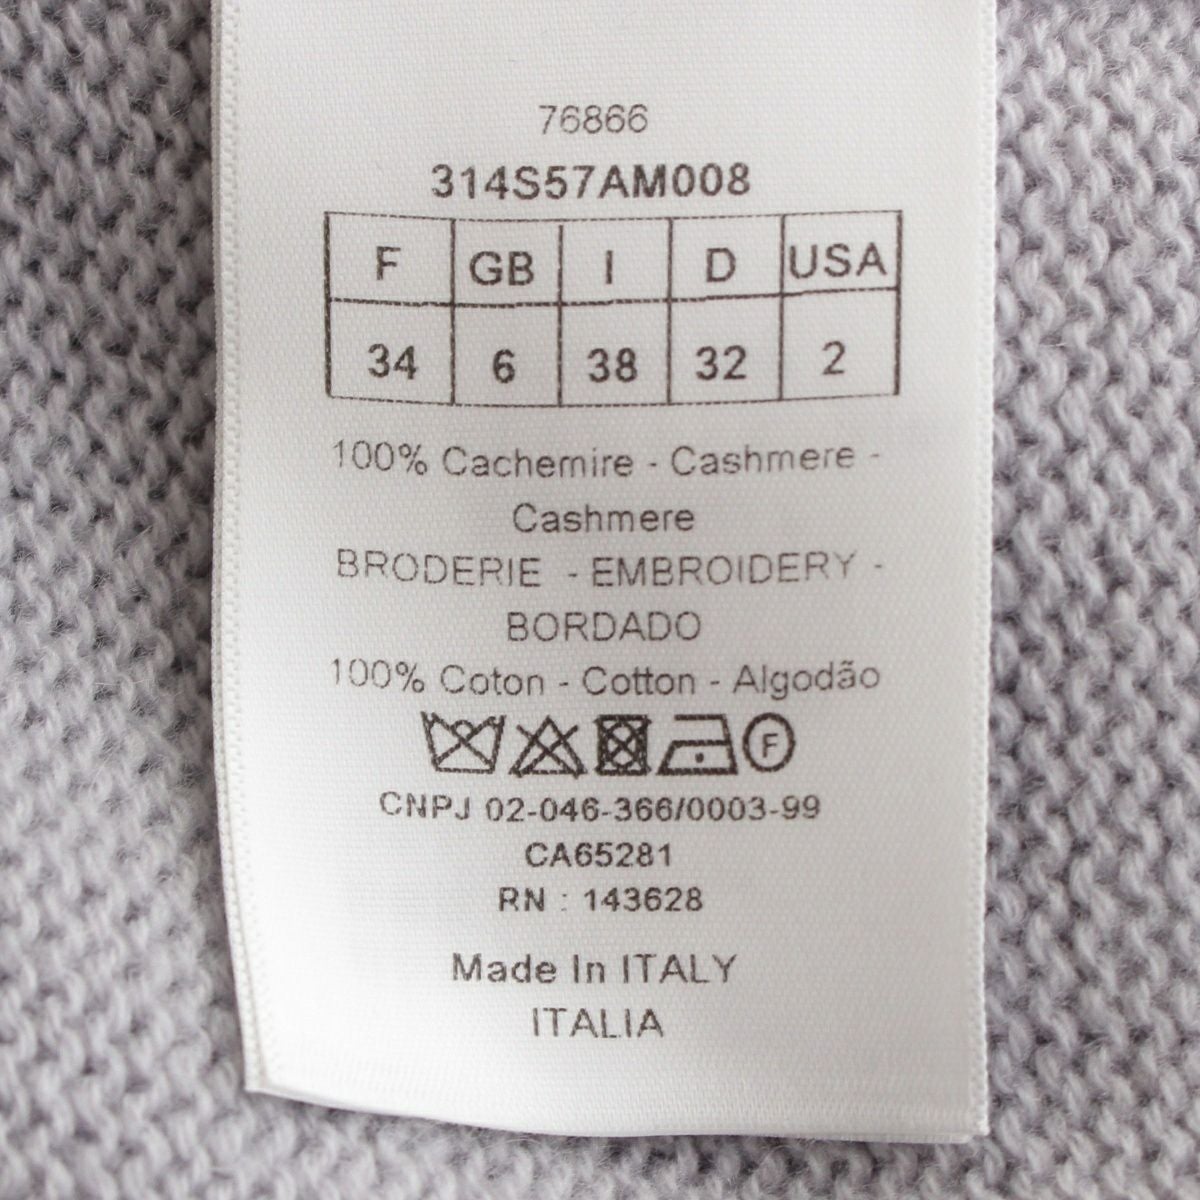 76866
314S57AM008
F GB I D USA
34 6 38 32 2
100% Cachemire - Cashmere -
Cashmere
BRODERIE - EMBROIDERY -
BORDADO
100% Coton - Cotton - Algodão
F
CNPJ 02-046-366/0003-99
CA65281
RN : 143628
Made In ITALY
ITALIA